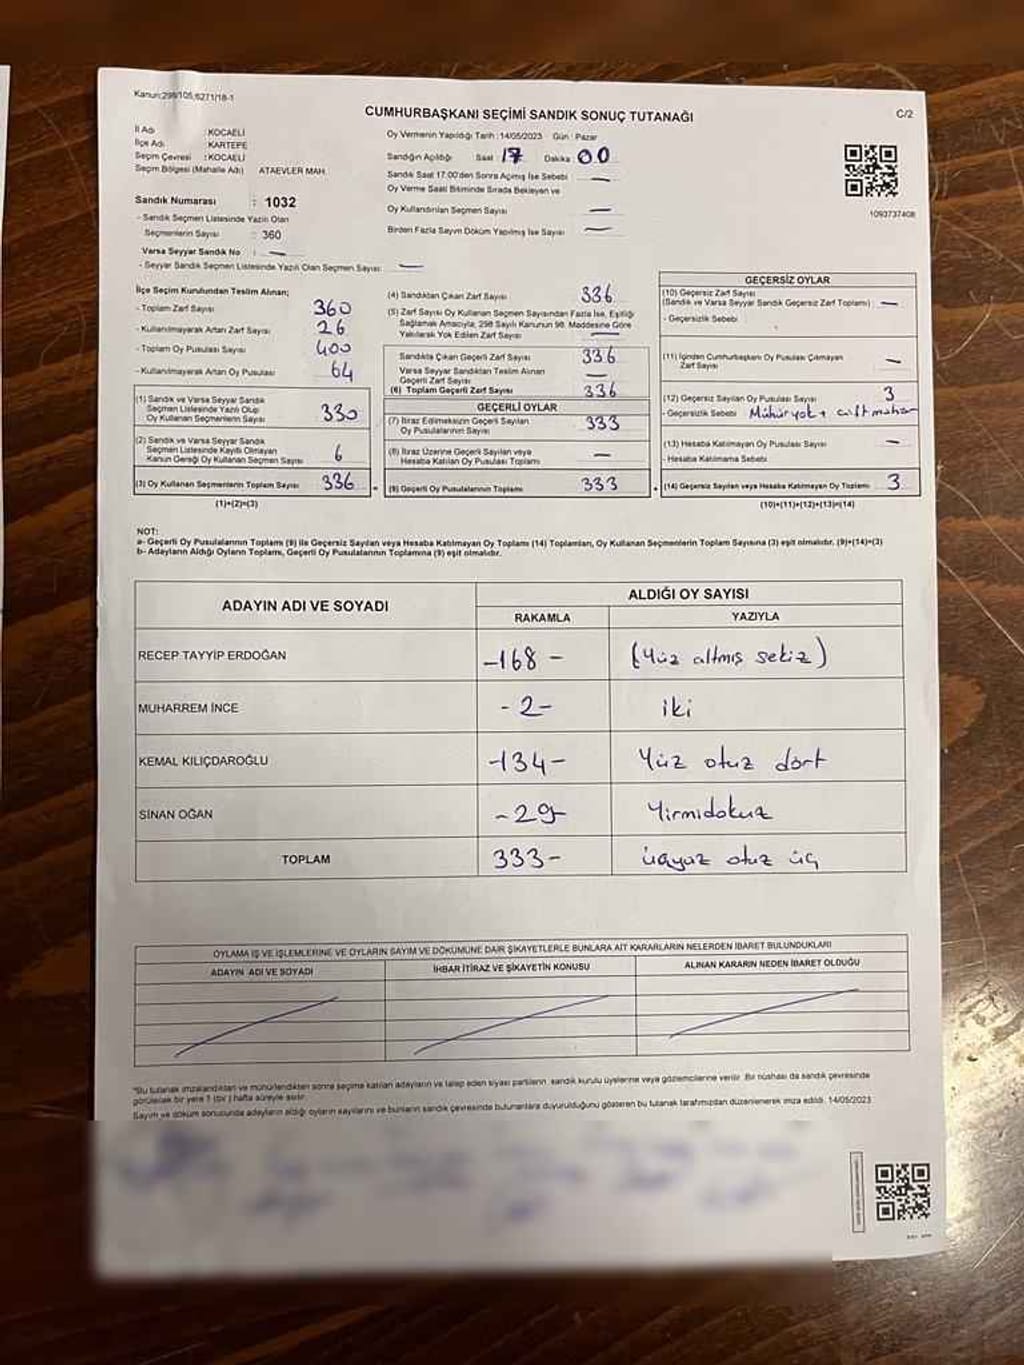 Kanun:298/105,6271/18-1
CUMHURBAŞKANI SEÇİMİ SANDIK SONUÇ TUTANAĞI
C/2
İl Adı : KOCAELİ
İlçe Adı : KARTEPE
Seçim Çevresi : KOCAELİ
Seçim Bölgesi (Mahalle Adı) ATAEVLER MAH.
Sandık Numarası : 1032
- Sandık Seçmen Listesinde Yazılı Olan
Seçmenlerin Sayısı : 360
Varsa Seyyar Sandık No : —
- Seyyar Sandık Seçmen Listesinde Yazılı Olan Seçmen Sayısı: —
Oy Vermenin Yapıldığı Tarih : 14/05/2023 Gün : Pazar
Sandığın Açıldığı Saat 17 Dakika : 00
Sandık Saat 17:00'den Sonra Açılmış İse Sebebi : —
Oy Verme Saati Bitiminde Sırada Bekleyen ve
Oy Kullandırılan Seçmen Sayısı : —
Birden Fazla Sayım Döküm Yapılmış İse Sayısı : —
1093737408
İlçe Seçim Kurulundan Teslim Alınan;
- Toplam Zarf Sayısı : 360
- Kullanılmayarak Artan Zarf Sayısı : 26
- Toplam Oy Pusulası Sayısı : 400
- Kullanılmayarak Artan Oy Pusulası : 64
(1) Sandık ve Varsa Seyyar Sandık
Seçmen Listesinde Yazılı Olup
Oy Kullanan Seçmenlerin Sayısı : 330
(2) Sandık ve Varsa Seyyar Sandık
Seçmen Listesinde Kayıtlı Olmayan
Kanun Gereği Oy Kullanan Seçmen Sayısı : 6
(3) Oy Kullanan Seçmenlerin Toplam Sayısı : 336
(1)+(2)=(3)
(4) Sandıktan Çıkan Zarf Sayısı : 336
(5) Zarf Sayısı Oy Kullanan Seçmen Sayısından Fazla İse, Eşitliği
Sağlamak Amacıyla, 298 Sayılı Kanunun 98. Maddesine Göre
Yakılarak Yok Edilen Zarf Sayısı : —
Sandıkta Çıkan Geçerli Zarf Sayısı : 336
Varsa Seyyar Sandıktan Teslim Alınan
Geçerli Zarf Sayısı : —
(6) Toplam Geçerli Zarf Sayısı : 336
GEÇERLİ OYLAR
(7) İtiraz Edilmeksizin Geçerli Sayılan
Oy Pusulalarının Sayısı : 333
(8) İtiraz Üzerine Geçerli Sayılan veya
Hesaba Katılan Oy Pusulası Toplamı : —
(9) Geçerli Oy Pusulalarının Toplamı : 333
GEÇERSİZ OYLAR
(10) Geçersiz Zarf Sayısı
(Sandık ve Varsa Seyyar Sandık Geçersiz Zarf Toplamı) : —
- Geçersizlik Sebebi :
(11) İçinden Cumhurbaşkanı Oy Pusulası Çıkmayan
Zarf Sayısı : —
(12) Geçersiz Sayılan Oy Pusulası Sayısı : 3
- Geçersizlik Sebebi : Mühür yok + çift mühür
(13) Hesaba Katılmayan Oy Pusulası Sayısı : —
- Hesaba Katılmama Sebebi :
(14) Geçersiz Sayılan veya Hesaba Katılmayan Oy Toplamı : 3
(10)+(11)+(12)+(13)=(14)
NOT:
a- Geçerli Oy Pusulalarının Toplamı (9) ile Geçersiz Sayılan veya Hesaba Katılmayan Oy Toplamı (14) Toplamları, Oy Kullanan Seçmenlerin Toplam Sayısına (3) eşit olmalıdır. (9)+(14)=(3)
b- Adayların Aldığı Oyların Toplamı, Geçerli Oy Pusulalarının Toplamına (9) eşit olmalıdır.
ADAYIN ADI VE SOYADI
ALDIĞI OY SAYISI
RAKAMLA YAZIYLA
RECEP TAYYİP ERDOĞAN -168- (Yüz altmış sekiz)
MUHARREM İNCE -2- iki
KEMAL KILIÇDAROĞLU -134- Yüz otuz dört
SİNAN OĞAN -29- Yirmidokuz
TOPLAM 333- üçyüz otuz üç
OYLAMA İŞ VE İŞLEMLERİNE VE OYLARIN SAYIM VE DÖKÜMÜNE DAİR ŞİKAYETLERLE BUNLARA AİT KARARLARIN NELERDEN İBARET BULUNDUKLARI
ADAYIN ADI VE SOYADI İHBAR İTİRAZ VE ŞİKAYETİN KONUSU ALINAN KARARIN NEDEN İBARET OLDUĞU
*Bu tutanak imzalandıktan ve mühürlendikten sonra seçime katılan adayların ve talep eden siyasi partilerin sandık kurulu üyelerine veya gözlemcilerine verilir. Bir nüshası da sandık çevresinde
görülecek bir yere 1 (bir) hafta süreyle asılır.
Sayım ve döküm sonucunda adayların aldığı oyların sayılarını ve bunların sandık çevresinde bulunanlara duyurulduğunu gösteren bu tutanak tarafımızdan düzenlenerek imza edildi. 14/05/2023